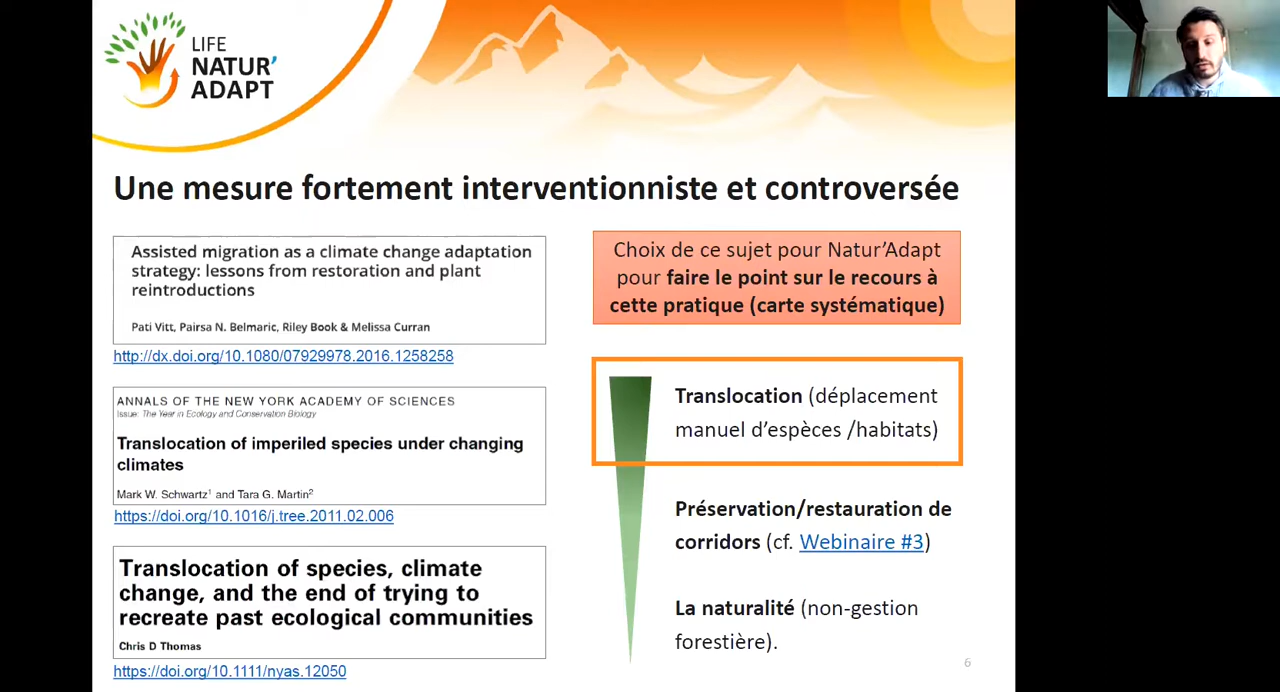 LIFE
NATUR'
ADAPT
Une mesure fortement interventionniste et controversée
Assisted migration as a climate change adaptation
strategy: lessons from restoration and plant
reintroductions
Pati Vitt, Pairsa N. Belmaric, Riley Book & Melissa Curran
http://dx.doi.org/10.1080/07929978.2016.1258258
ANNALS OF THE NEW YORK ACADEMY OF SCIENCES
Issue: The Year in Ecology and Conservation Biology
Translocation of imperiled species under changing
climates
Mark W. Schwartz¹ and Tara G. Martin²
https://doi.org/10.1016/j.tree.2011.02.006
Translocation of species, climate
change, and the end of trying to
recreate past ecological communities
Chris D Thomas
https://doi.org/10.1111/nyas.12050
Choix de ce sujet pour Natur'Adapt
pour faire le point sur le recours à
cette pratique (carte systématique)
Translocation (déplacement
manuel d'espèces /habitats)
Préservation/restauration de
corridors (cf. Webinaire #3)
La naturalité (non-gestion
forestière).
6